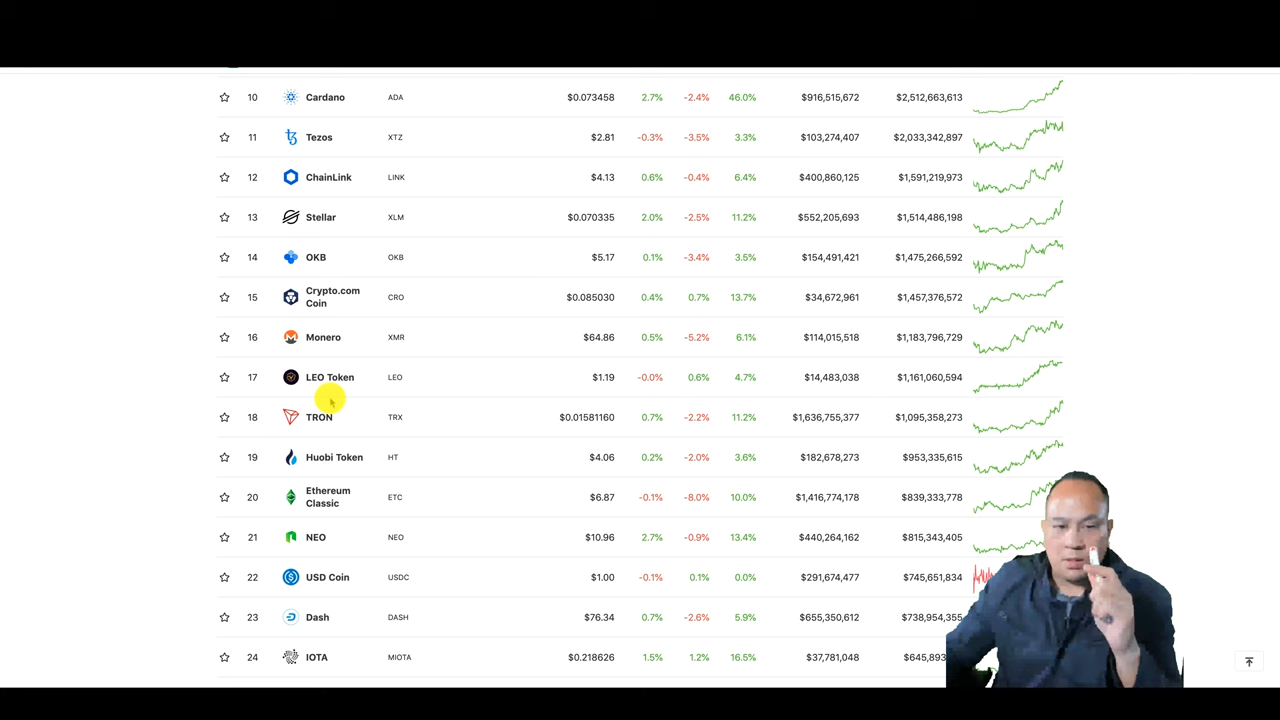 10 Cardano ADA $0.073458 2.7% -2.4% 46.0% $916,515,672 $2,512,663,613
11 Tezos XTZ $2.81 -0.3% -3.5% 3.3% $103,274,407 $2,033,342,897
12 ChainLink LINK $4.13 0.6% -0.4% 6.4% $400,860,125 $1,591,219,973
13 Stellar XLM $0.070335 2.0% -2.5% 11.2% $552,205,693 $1,514,486,198
14 OKB OKB $5.17 0.1% -3.4% 3.5% $154,491,421 $1,475,266,592
15 Crypto.com
Coin CRO $0.085030 0.4% 0.7% 13.7% $34,672,961 $1,457,376,572
16 Monero XMR $64.86 0.5% -5.2% 6.1% $114,015,518 $1,183,796,729
17 LEO Token LEO $1.19 -0.0% 0.6% 4.7% $14,483,038 $1,161,060,594
18 TRON TRX $0.01581160 0.7% -2.2% 11.2% $1,636,755,377 $1,095,358,273
19 Huobi Token HT $4.06 0.2% -2.0% 3.6% $182,678,273 $953,335,615
20 Ethereum
Classic ETC $6.87 -0.1% -8.0% 10.0% $1,416,774,178 $839,333,778
21 NEO NEO $10.96 2.7% -0.9% 13.4% $440,264,162 $815,343,405
22 USD Coin USDC $1.00 -0.1% 0.1% 0.0% $291,674,477 $745,651,834
23 Dash DASH $76.34 0.7% -2.6% 5.9% $655,350,612 $738,954,355
24 IOTA MIOTA $0.218626 1.5% 1.2% 16.5% $37,781,048 $645,893